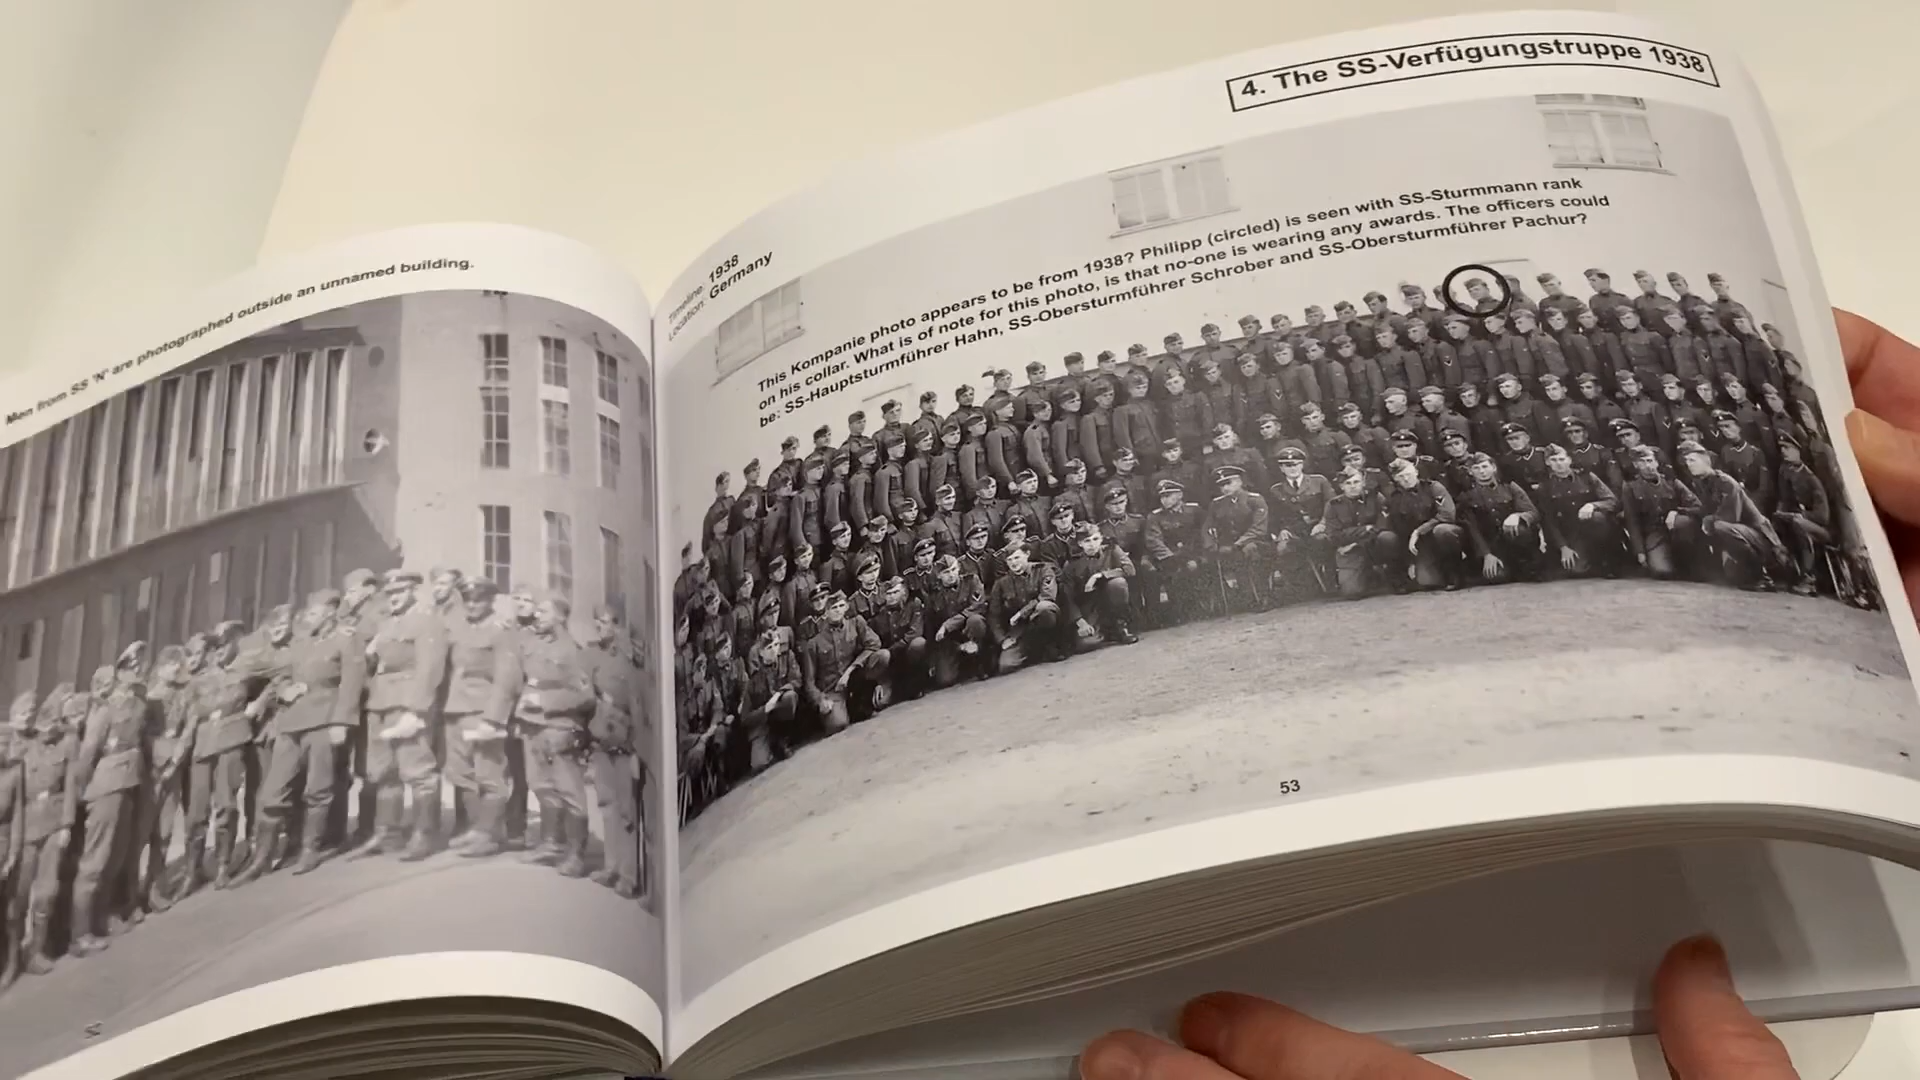 Men from SS 'N' are photographed outside an unnamed building.
52
4. The SS-Verfügungstruppe 1938
Timeline: 1938
Location: Germany
This Kompanie photo appears to be from 1938? Philipp (circled) is seen with SS-Sturmmann rank
on his collar. What is of note for this photo, is that no-one is wearing any awards. The officers could
be: SS-Hauptsturmführer Hahn, SS-Obersturmführer Schrober and SS-Obersturmführer Pachur?
53